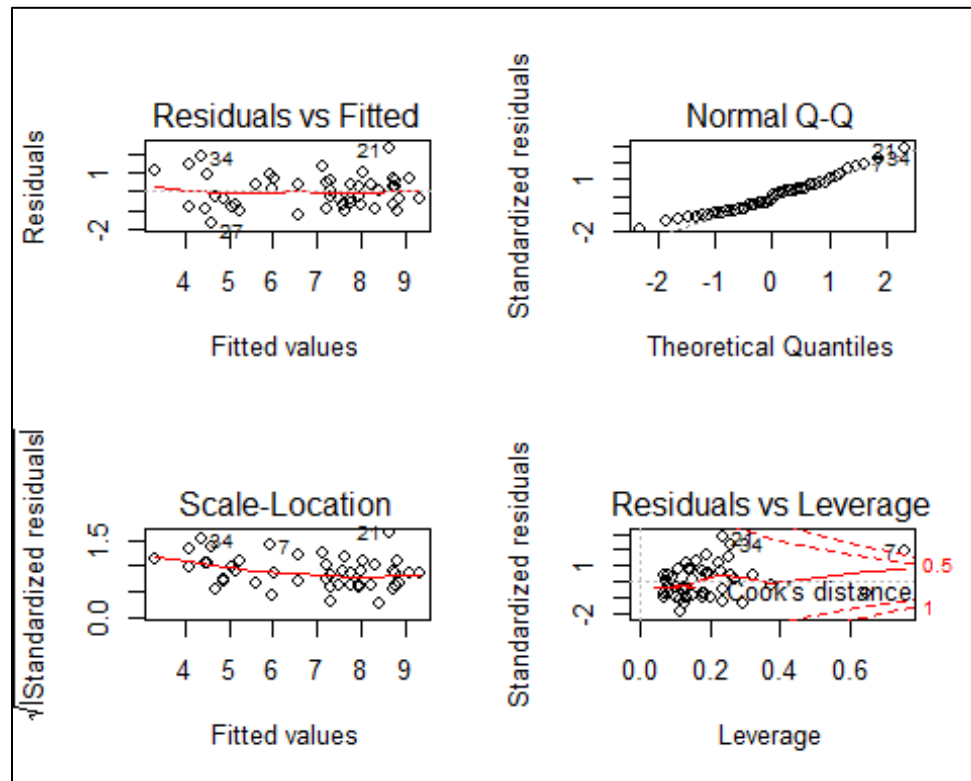 Residuals vs Fitted
Residuals
1
-2
34
21
27
4 5 6 7 8 9
Fitted values
Normal Q-Q
Standardized residuals
1
-2
21
34
7
-2 -1 0 1 2
Theoretical Quantiles
Scale-Location
√|Standardized residuals|
1.5
0.0
34
7
21
4 5 6 7 8 9
Fitted values
Residuals vs Leverage
Standardized residuals
1
-2
21
34
7
0.5
1
Cook's distance
0.0 0.2 0.4 0.6
Leverage